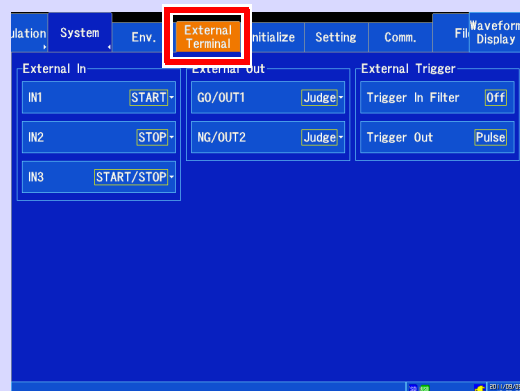 ulation
System
Env.
External
Terminal
nitialize
Setting
Comm.
Fil
Waveform
Display
External In
IN1 START
IN2 STOP
IN3 START/STOP
External Out
GO/OUT1 Judge
NG/OUT2 Judge
External Trigger
Trigger In Filter Off
Trigger Out Pulse